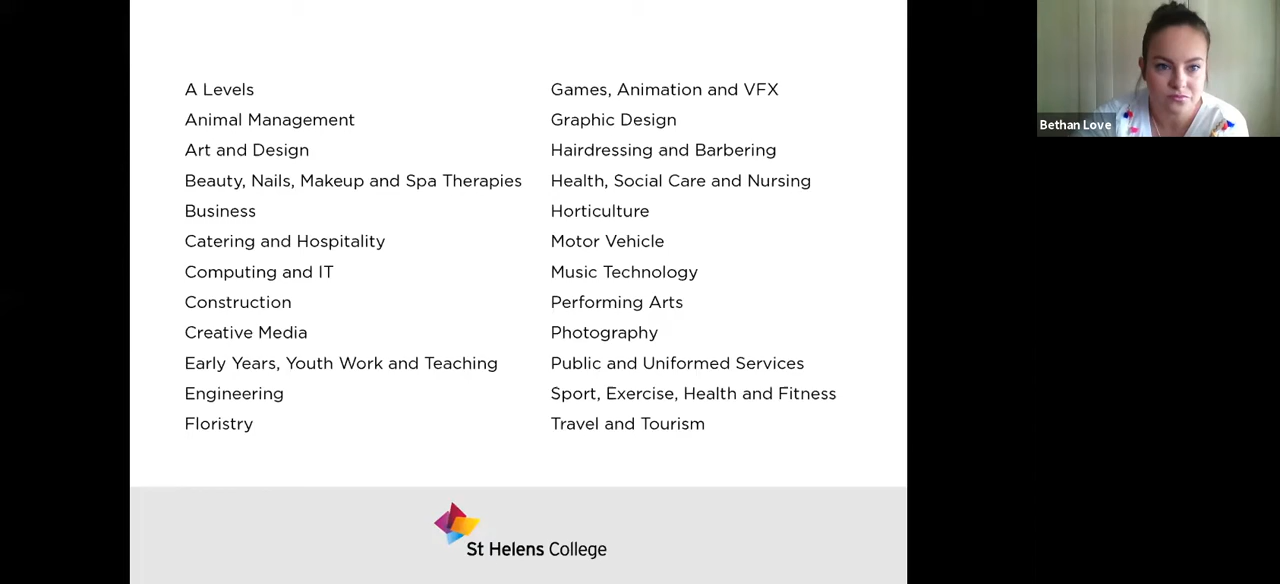 A Levels
Animal Management
Art and Design
Beauty, Nails, Makeup and Spa Therapies
Business
Catering and Hospitality
Computing and IT
Construction
Creative Media
Early Years, Youth Work and Teaching
Engineering
Floristry
Games, Animation and VFX
Graphic Design
Hairdressing and Barbering
Health, Social Care and Nursing
Horticulture
Motor Vehicle
Music Technology
Performing Arts
Photography
Public and Uniformed Services
Sport, Exercise, Health and Fitness
Travel and Tourism
St Helens College
Bethan Love